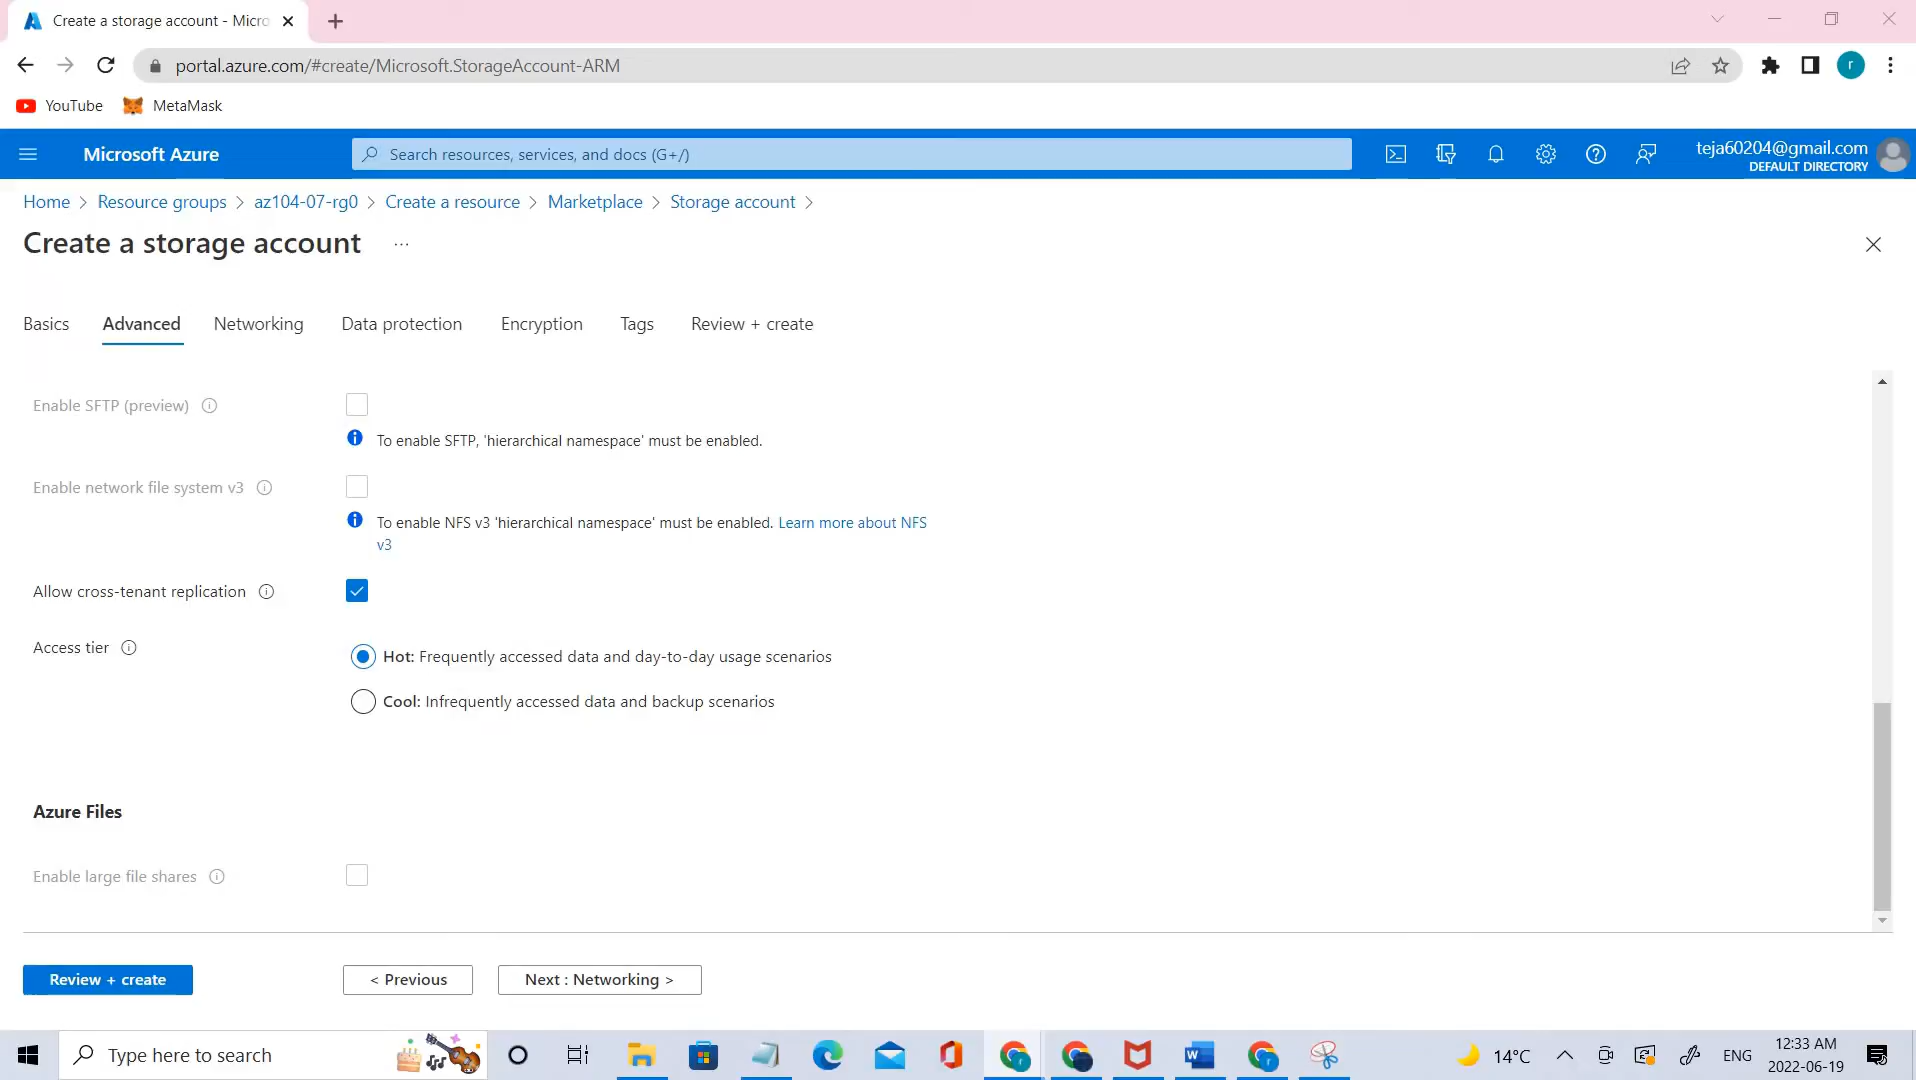 Create a storage account - Micro
portal.azure.com/#create/Microsoft.StorageAccount-ARM
r
YouTube
MetaMask
Microsoft Azure
Search resources, services, and docs (G+/)
teja60204@gmail.com
DEFAULT DIRECTORY
Home > Resource groups > az104-07-rg0 > Create a resource > Marketplace > Storage account >
Create a storage account ...
Basics Advanced Networking Data protection Encryption Tags Review + create
Enable SFTP (preview)
To enable SFTP, 'hierarchical namespace' must be enabled.
Enable network file system v3
To enable NFS v3 'hierarchical namespace' must be enabled. Learn more about NFS
v3
Allow cross-tenant replication
Access tier
Hot: Frequently accessed data and day-to-day usage scenarios
Cool: Infrequently accessed data and backup scenarios
Azure Files
Enable large file shares
Review + create
< Previous
Next : Networking >
Type here to search
14°C
ENG
12:33 AM
2022-06-19